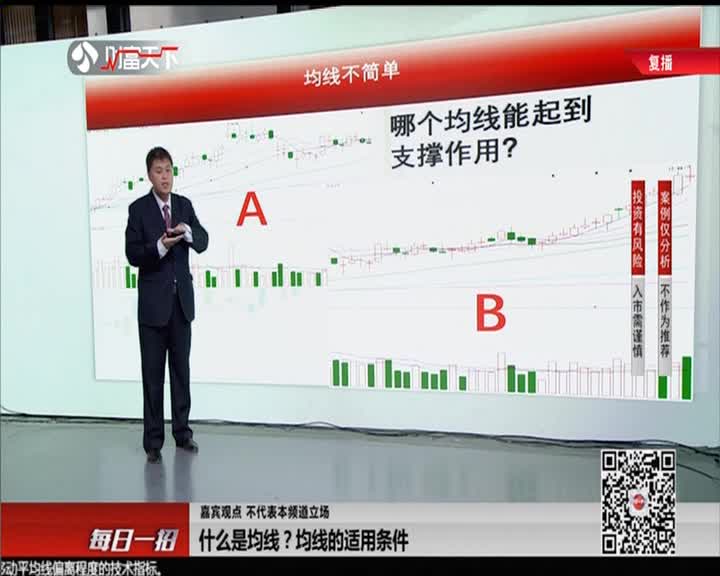 财富天下
均线不简单
复播
哪个均线能起到
支撑作用?
A
B
投资有风险
入市需谨慎
案例仅分析
不作为推荐
嘉宾观点 不代表本频道立场
每日一招
什么是均线?均线的适用条件
动平均线偏离程度的技术指标。